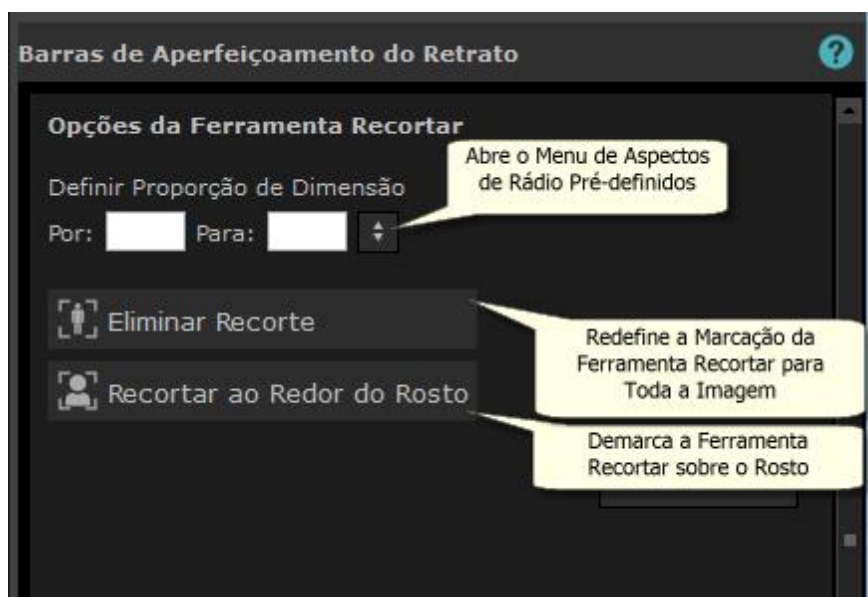 Barras de Aperfeiçoamento do Retrato
?
Opções da Ferramenta Recortar
Abre o Menu de Aspectos
de Rádio Pré-definidos
Definir Proporção de Dimensão
Por: Para:
Eliminar Recorte
Redefine a Marcação da
Ferramenta Recortar para
Toda a Imagem
Recortar ao Redor do Rosto
Demarca a Ferramenta
Recortar sobre o Rosto